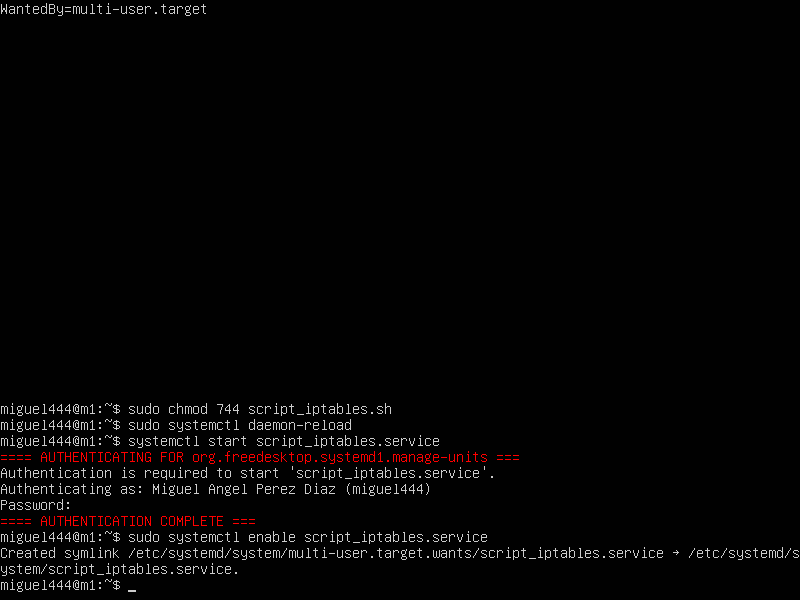 WantedBy=multi-user.target
miguel444@m1:~$ sudo chmod 744 script_iptables.sh
miguel444@m1:~$ sudo systemctl daemon-reload
miguel444@m1:~$ systemctl start script_iptables.service
==== AUTHENTICATING FOR org.freedesktop.systemd1.manage-units ===
Authentication is required to start 'script_iptables.service'.
Authenticating as: Miguel Angel Perez Diaz (miguel444)
Password:
==== AUTHENTICATION COMPLETE ===
miguel444@m1:~$ sudo systemctl enable script_iptables.service
Created symlink /etc/systemd/system/multi-user.target.wants/script_iptables.service → /etc/systemd/s
ystem/script_iptables.service.
miguel444@m1:~$ _